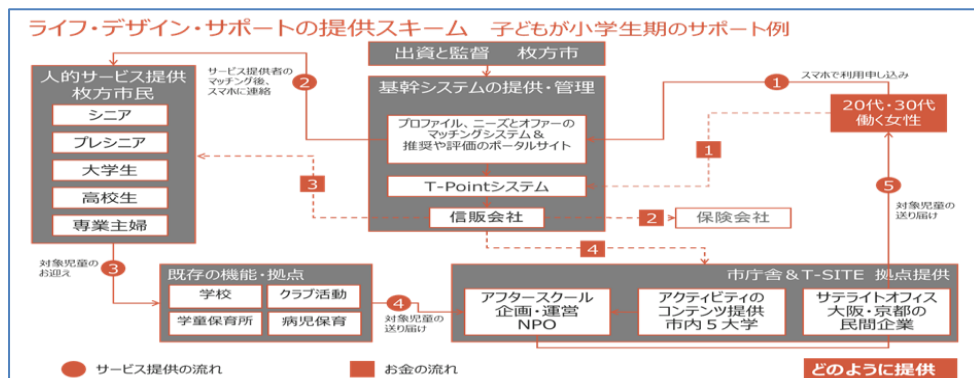 ライフ・デザイン・サポートの提供スキーム 子どもが小学生期のサポート例
出資と監督 枚方市
人的サービス提供
枚方市民
シニア
プレシニア
大学生
高校生
専業主婦
サービス提供者の
マッチング後、
スマホに連絡
2
基幹システムの提供・管理
プロファイル、ニーズとオファーの
マッチングシステム＆
推奨や評価のポータルサイト
T-Pointシステム
信販会社
スマホで利用申し込み
1
20代・30代
働く女性
1
3
2
保険会社
4
5
対象児童の
送り届け
対象児童の
お迎え
3
既存の機能・拠点
学校
クラブ活動
学童保育所
病児保育
4
対象児童の
送り届け
市庁舎＆T-SITE 拠点提供
アフタースクール
企画・運営
NPO
アクティビティの
コンテンツ提供
市内５大学
サテライトオフィス
大阪・京都の
民間企業
サービス提供の流れ
お金の流れ
どのように提供